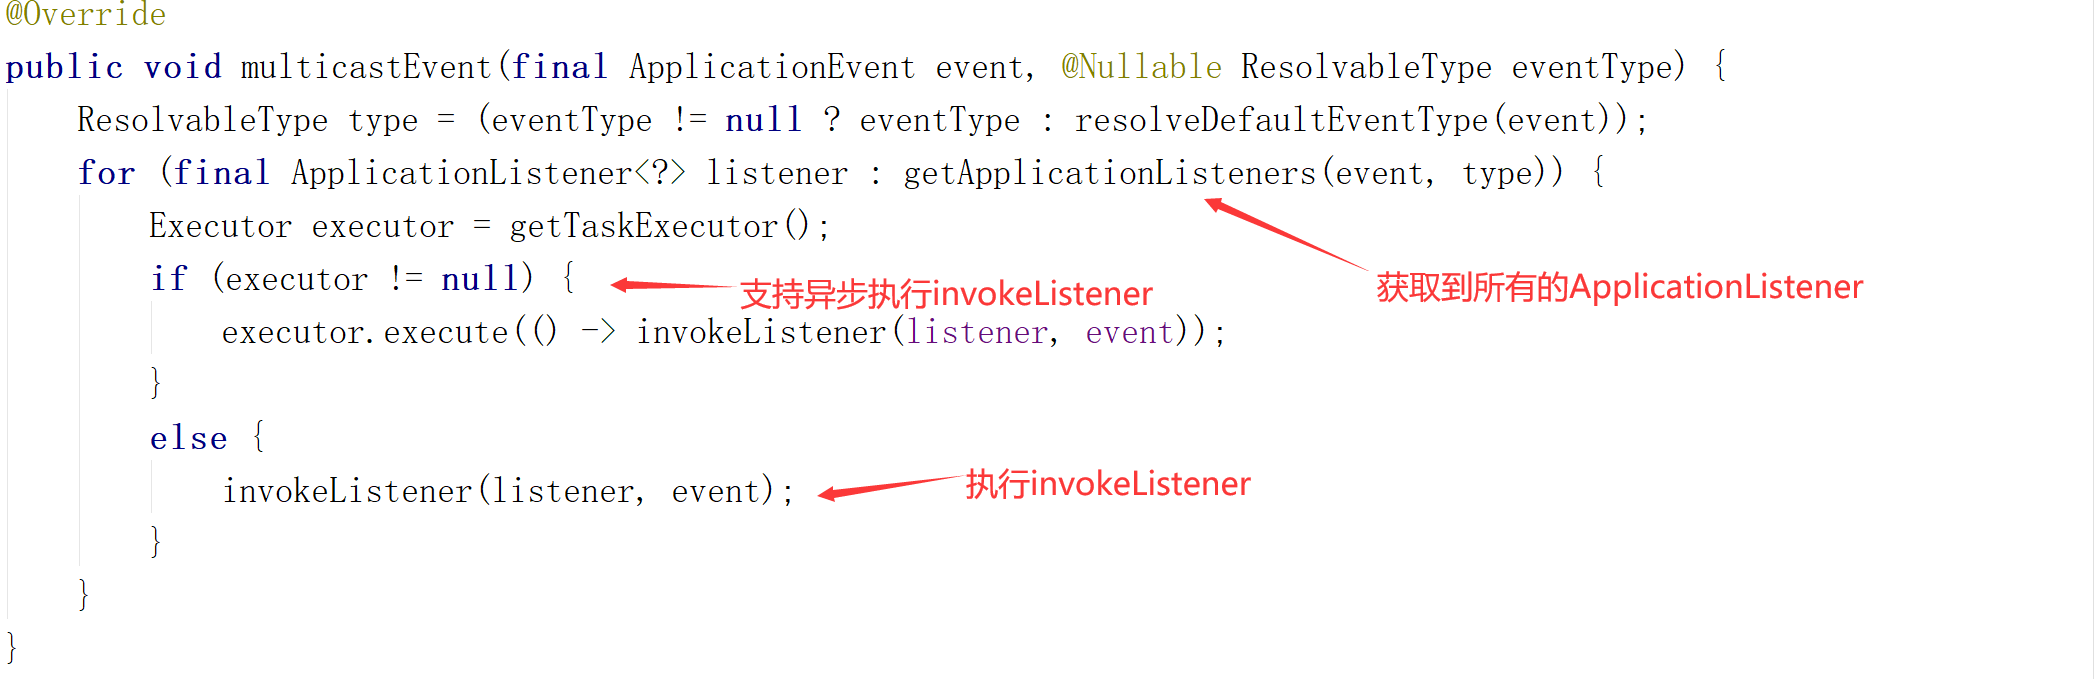 @Override
public void multicastEvent(final ApplicationEvent event, @Nullable ResolvableType eventType) {
ResolvableType type = (eventType != null ? eventType : resolveDefaultEventType(event));
for (final ApplicationListener<?> listener : getApplicationListeners(event, type)) {
Executor executor = getTaskExecutor();
if (executor != null) {
支持异步执行invokeListener
获取到所有的ApplicationListener
executor.execute(() -> invokeListener(listener, event));
}
else {
invokeListener(listener, event);
执行invokeListener
}
}
}